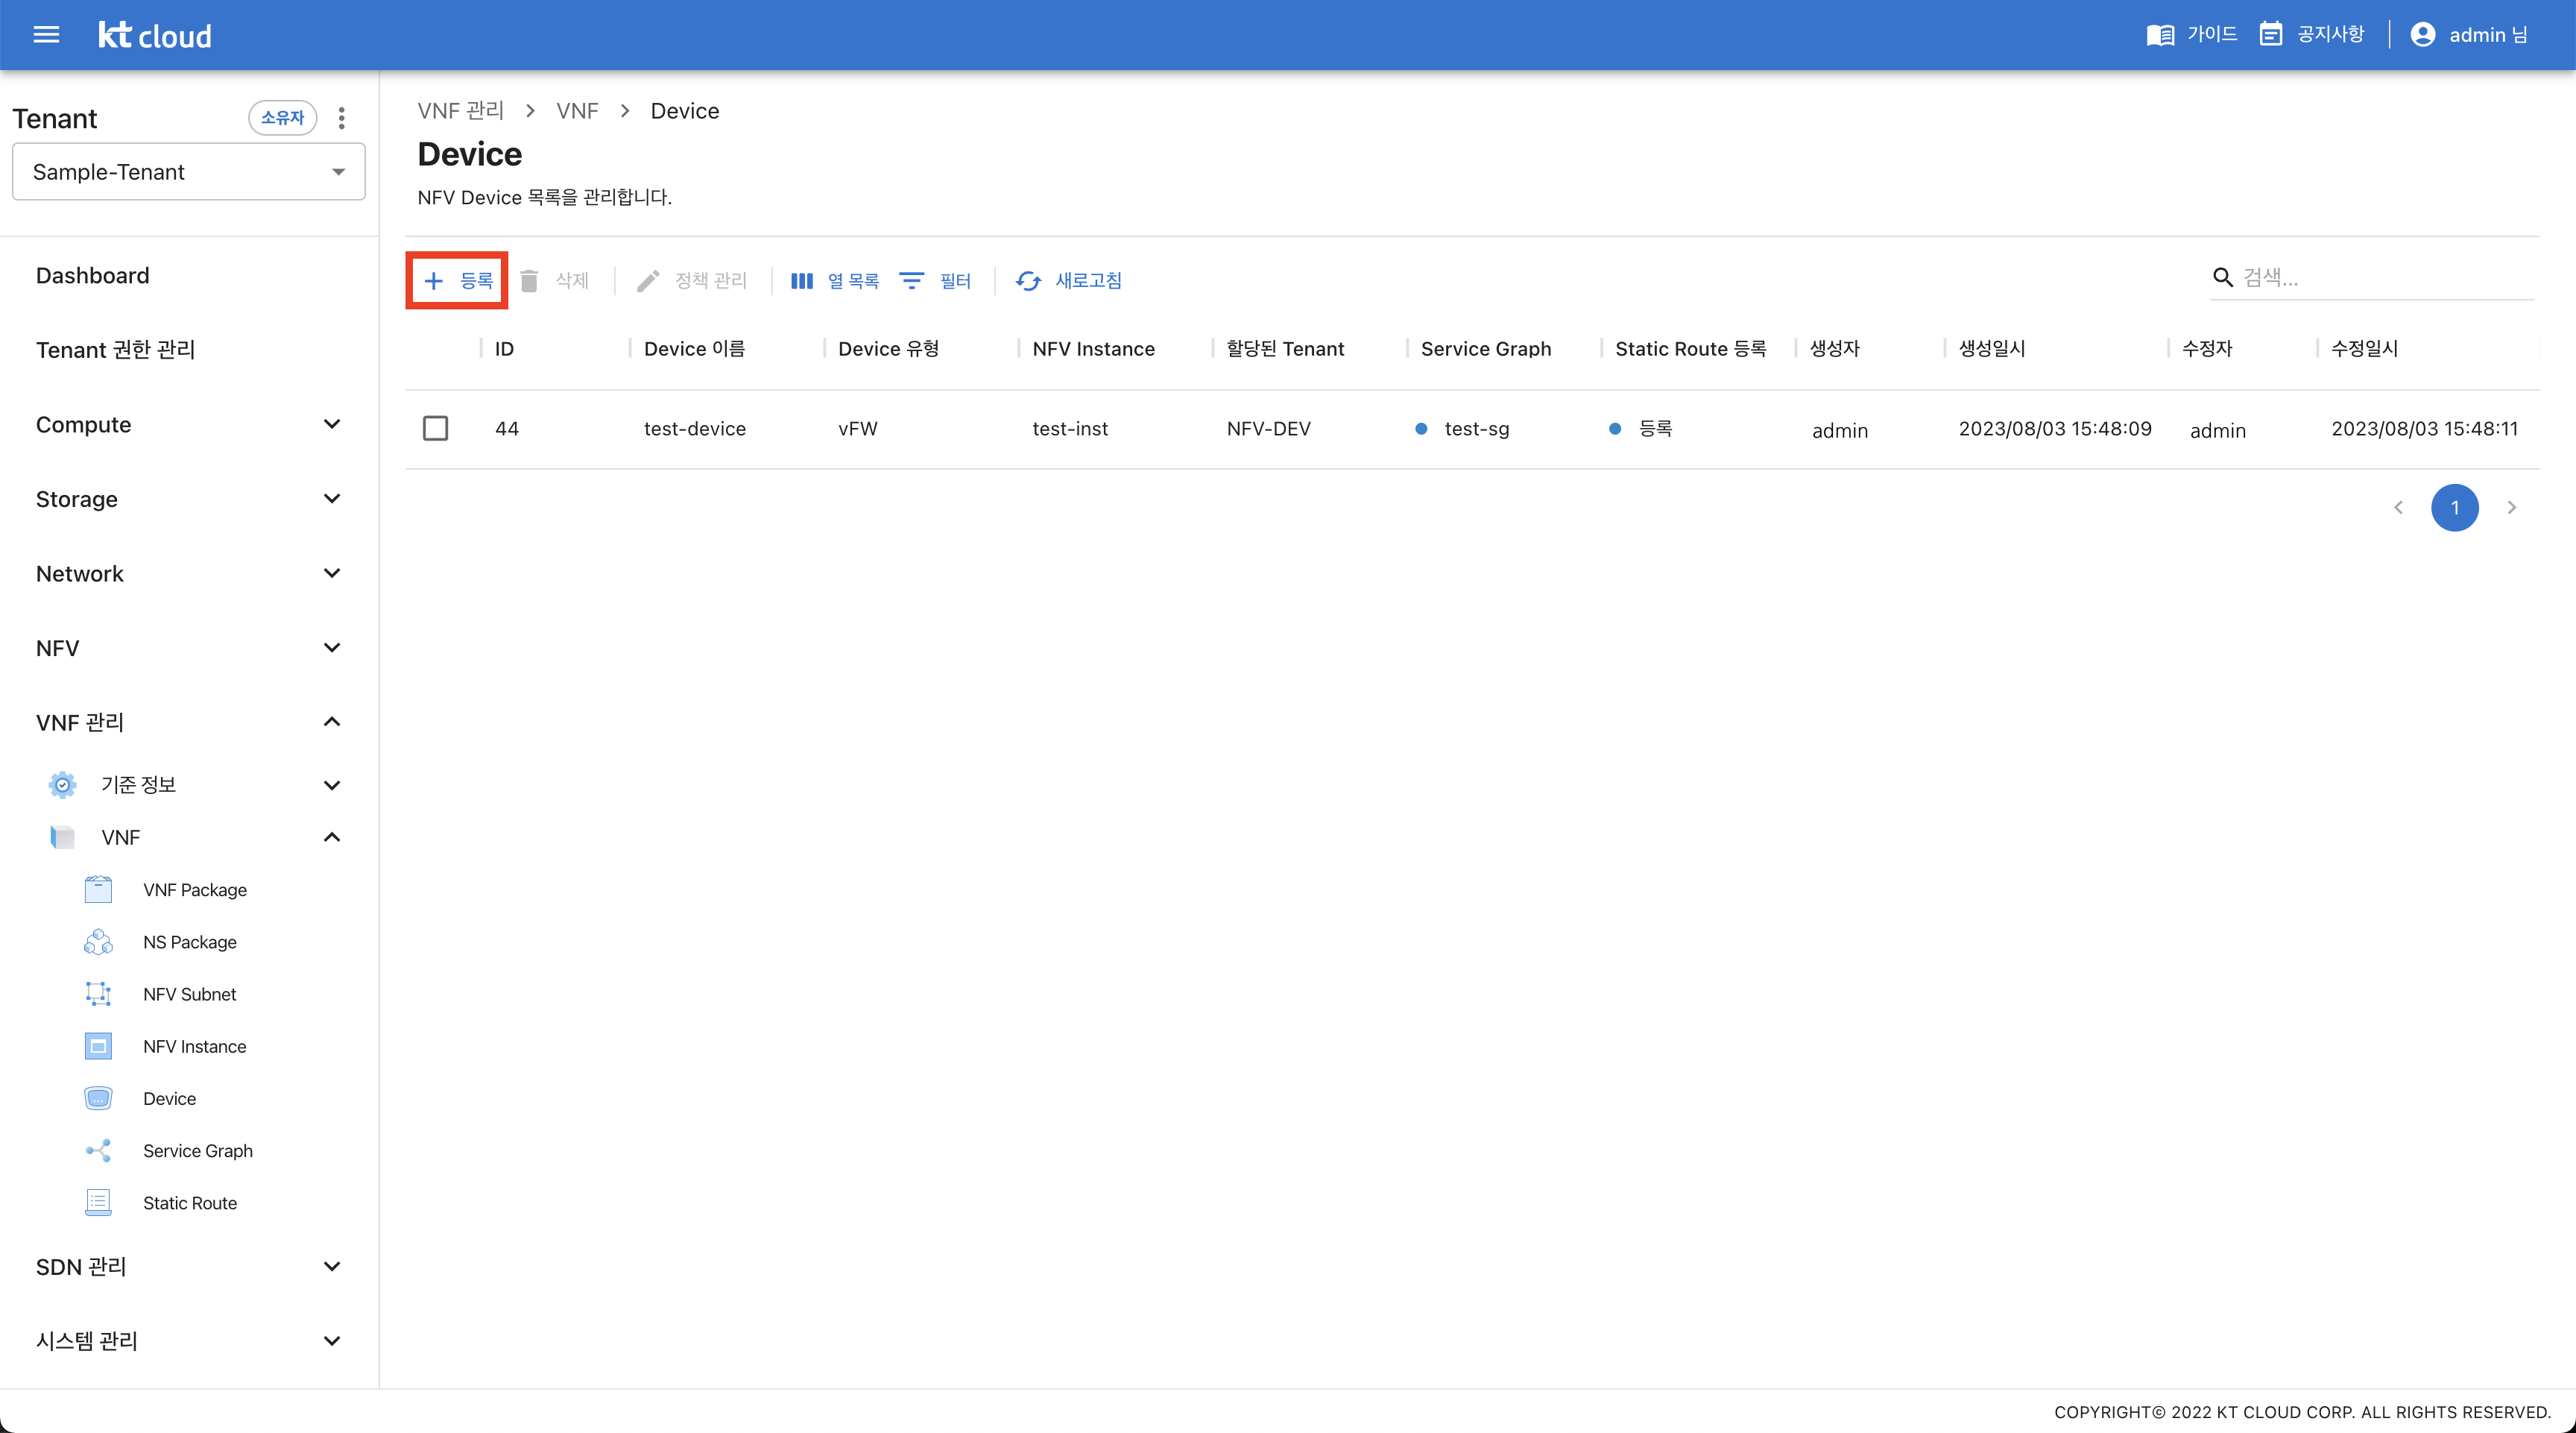 kt cloud
가이드
공지사항
admin 님
Tenant
소유자
Sample-Tenant
Dashboard
Tenant 권한 관리
Compute
Storage
Network
NFV
VNF 관리
기준 정보
VNF
VNF Package
NS Package
NFV Subnet
NFV Instance
Device
Service Graph
Static Route
SDN 관리
시스템 관리
VNF 관리 > VNF > Device
Device
NFV Device 목록을 관리합니다.
+ 등록 삭제 정책 관리 열 목록 필터 새로고침
검색...
ID Device 이름 Device 유형 NFV Instance 할당된 Tenant Service Graph Static Route 등록 생성자 생성일시 수정자 수정일시
44 test-device vFW test-inst NFV-DEV test-sg 등록 admin 2023/08/03 15:48:09 admin 2023/08/03 15:48:11
1
COPYRIGHT© 2022 KT CLOUD CORP. ALL RIGHTS RESERVED.